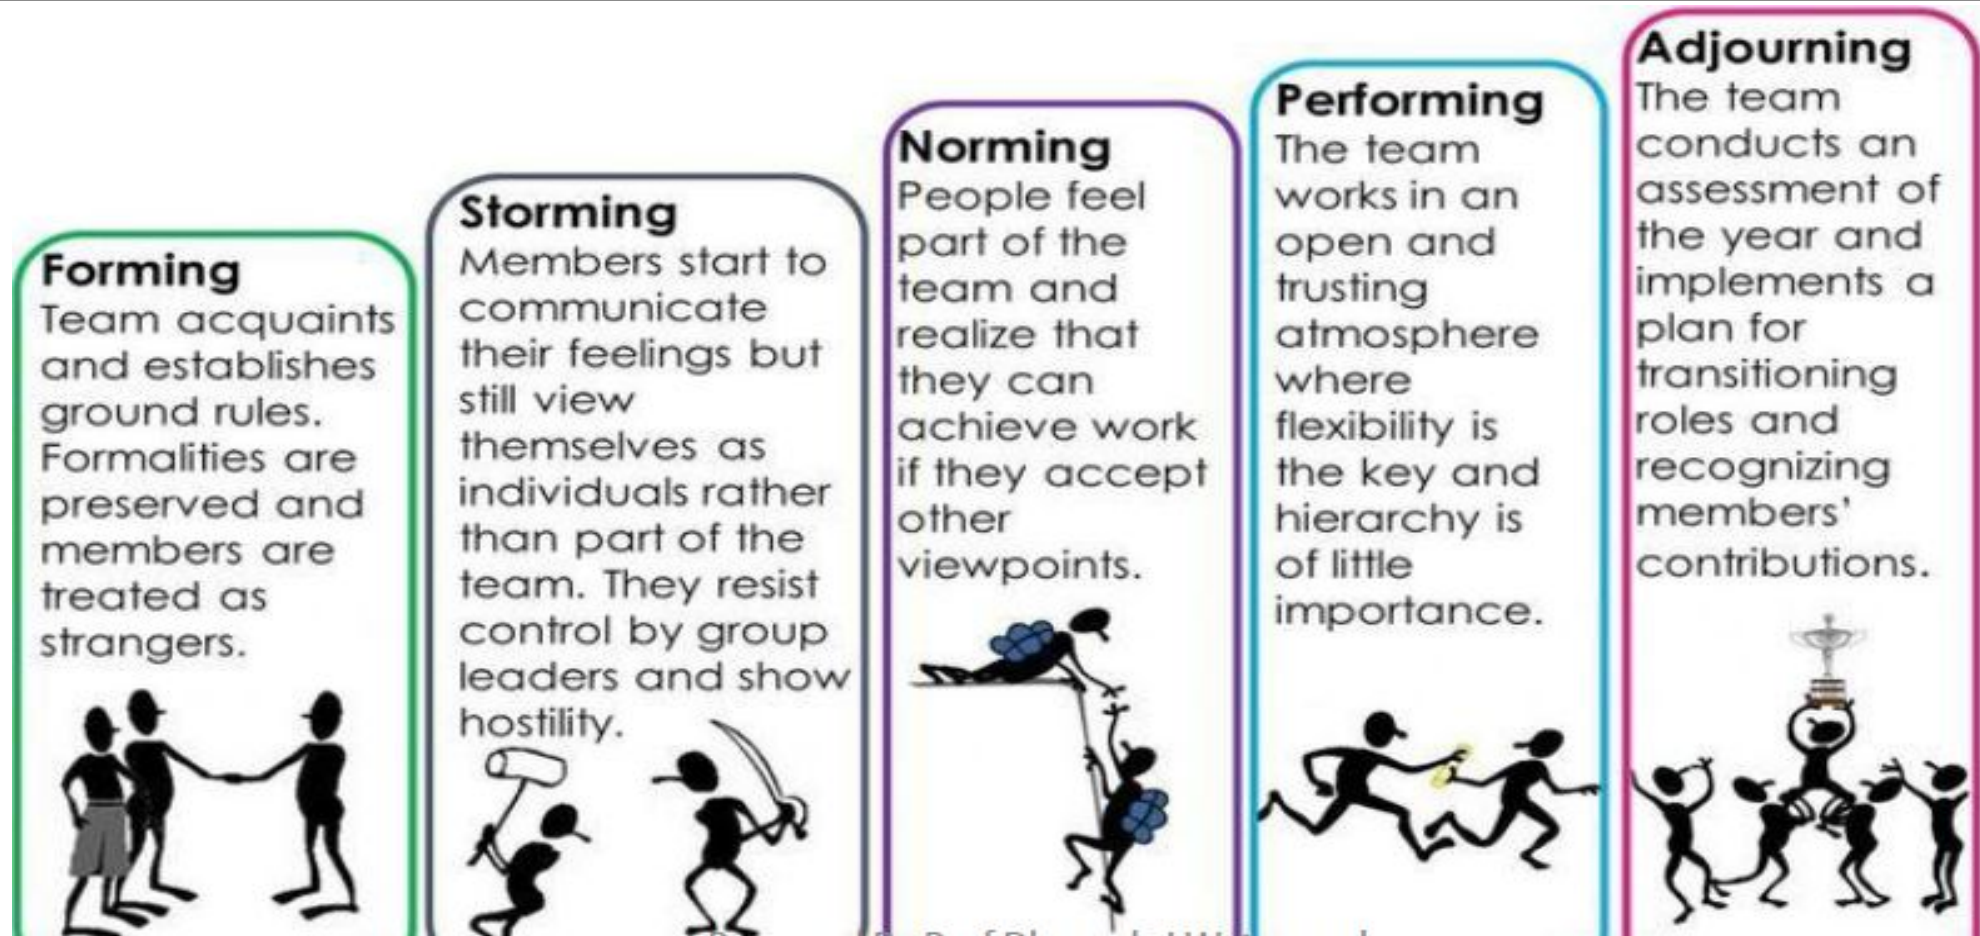 Forming
Team acquaints
and establishes
ground rules.
Formalities are
preserved and
members are
treated as
strangers.
Storming
Members start to
communicate
their feelings but
still view
themselves as
individuals rather
than part of the
team. They resist
control by group
leaders and show
hostility.
Norming
People feel
part of the
team and
realize that
they can
achieve work
if they accept
other
viewpoints.
Performing
The team
works in an
open and
trusting
atmosphere
where
flexibility is
the key and
hierarchy is
of little
importance.
Adjourning
The team
conducts an
assessment of
the year and
implements a
plan for
transitioning
roles and
recognizing
members’
contributions.